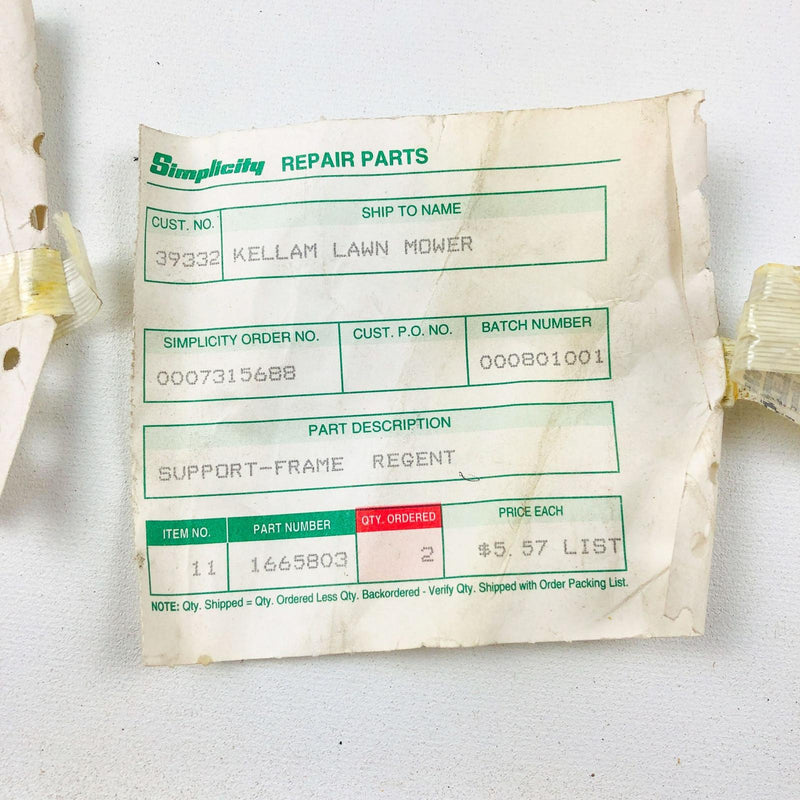 Simplicity REPAIR PARTS
CUST. NO. SHIP TO NAME
39332 KELLAM LAWN MOWER
SIMPLICITY ORDER NO. CUST. P.O. NO. BATCH NUMBER
0007315688 000801001
PART DESCRIPTION
SUPPORT-FRAME REGENT
ITEM NO. PART NUMBER QTY. ORDERED PRICE EACH
11 1665803 2 $5.57 LIST
NOTE: Qty. Shipped = Qty. Ordered Less Qty. Backordered - Verify Qty. Shipped with Order Packing List.